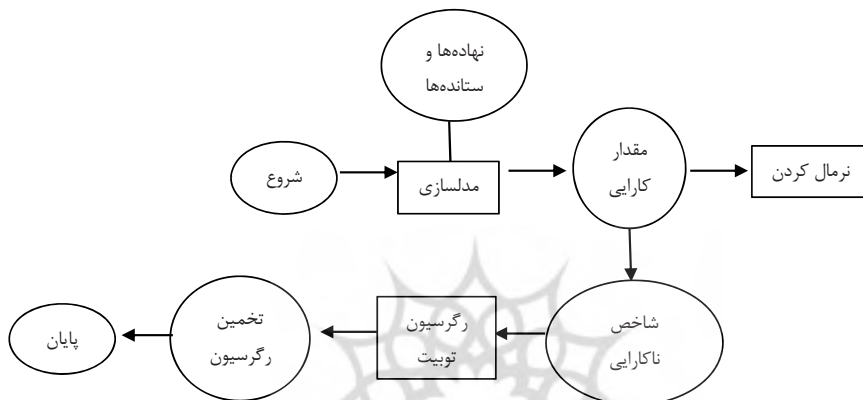 نهاده‌ها و
ستانده‌ها
شروع
مدلسازی
مقدار
کارایی
نرمال کردن
شاخص
ناکارایی
رگرسیون
توبیت
تخمین
رگرسیون
پایان